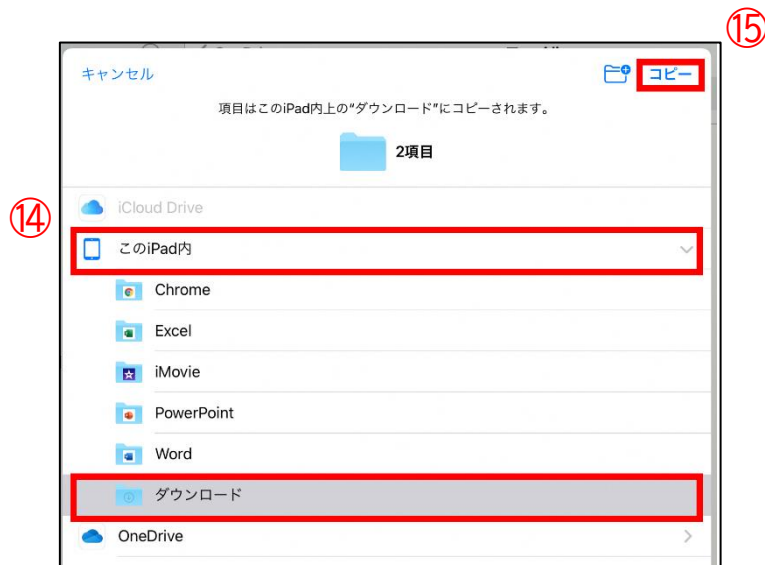 ⑮
キャンセル
コピー
項目はこのiPad内上の“ダウンロード”にコピーされます。
2項目
⑭
iCloud Drive
このiPad内
Chrome
Excel
iMovie
PowerPoint
Word
ダウンロード
OneDrive